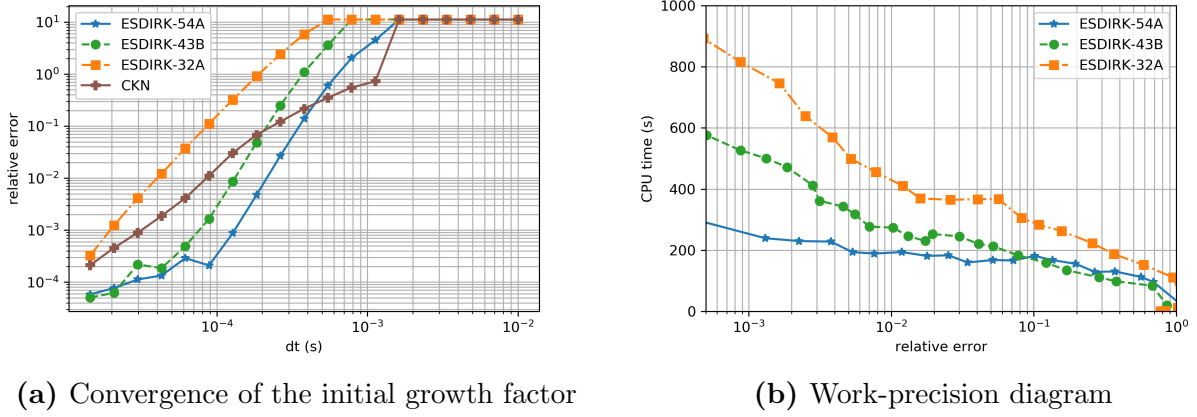 ESDIRK-54A
ESDIRK-43B
ESDIRK-32A
CKN
10^1
10^0
10^-1
10^-2
10^-3
10^-4
relative error
10^-4
10^-3
10^-2
dt (s)
(a) Convergence of the initial growth factor
1000
800
600
400
200
0
CPU time (s)
ESDIRK-54A
ESDIRK-43B
ESDIRK-32A
10^-3
10^-2
10^-1
10^0
relative error
(b) Work-precision diagram